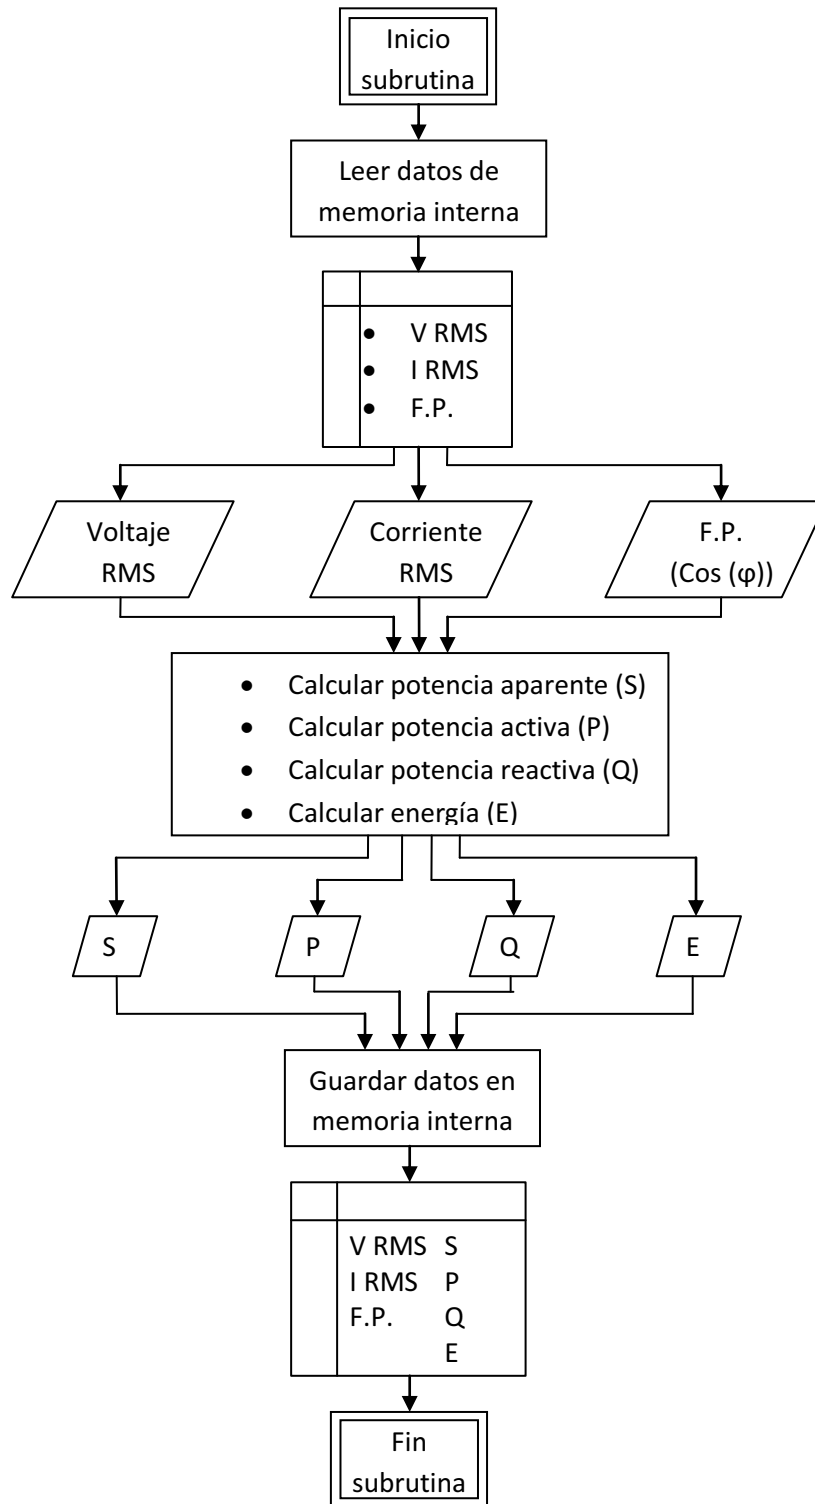 Inicio
subrutina
Leer datos de
memoria interna
• V RMS
• I RMS
• F.P.
Voltaje
RMS
Corriente
RMS
F.P.
(Cos (φ))
• Calcular potencia aparente (S)
• Calcular potencia activa (P)
• Calcular potencia reactiva (Q)
• Calcular energía (E)
S
P
Q
E
Guardar datos en
memoria interna
V RMS S
I RMS P
F.P. Q
E
Fin
subrutina